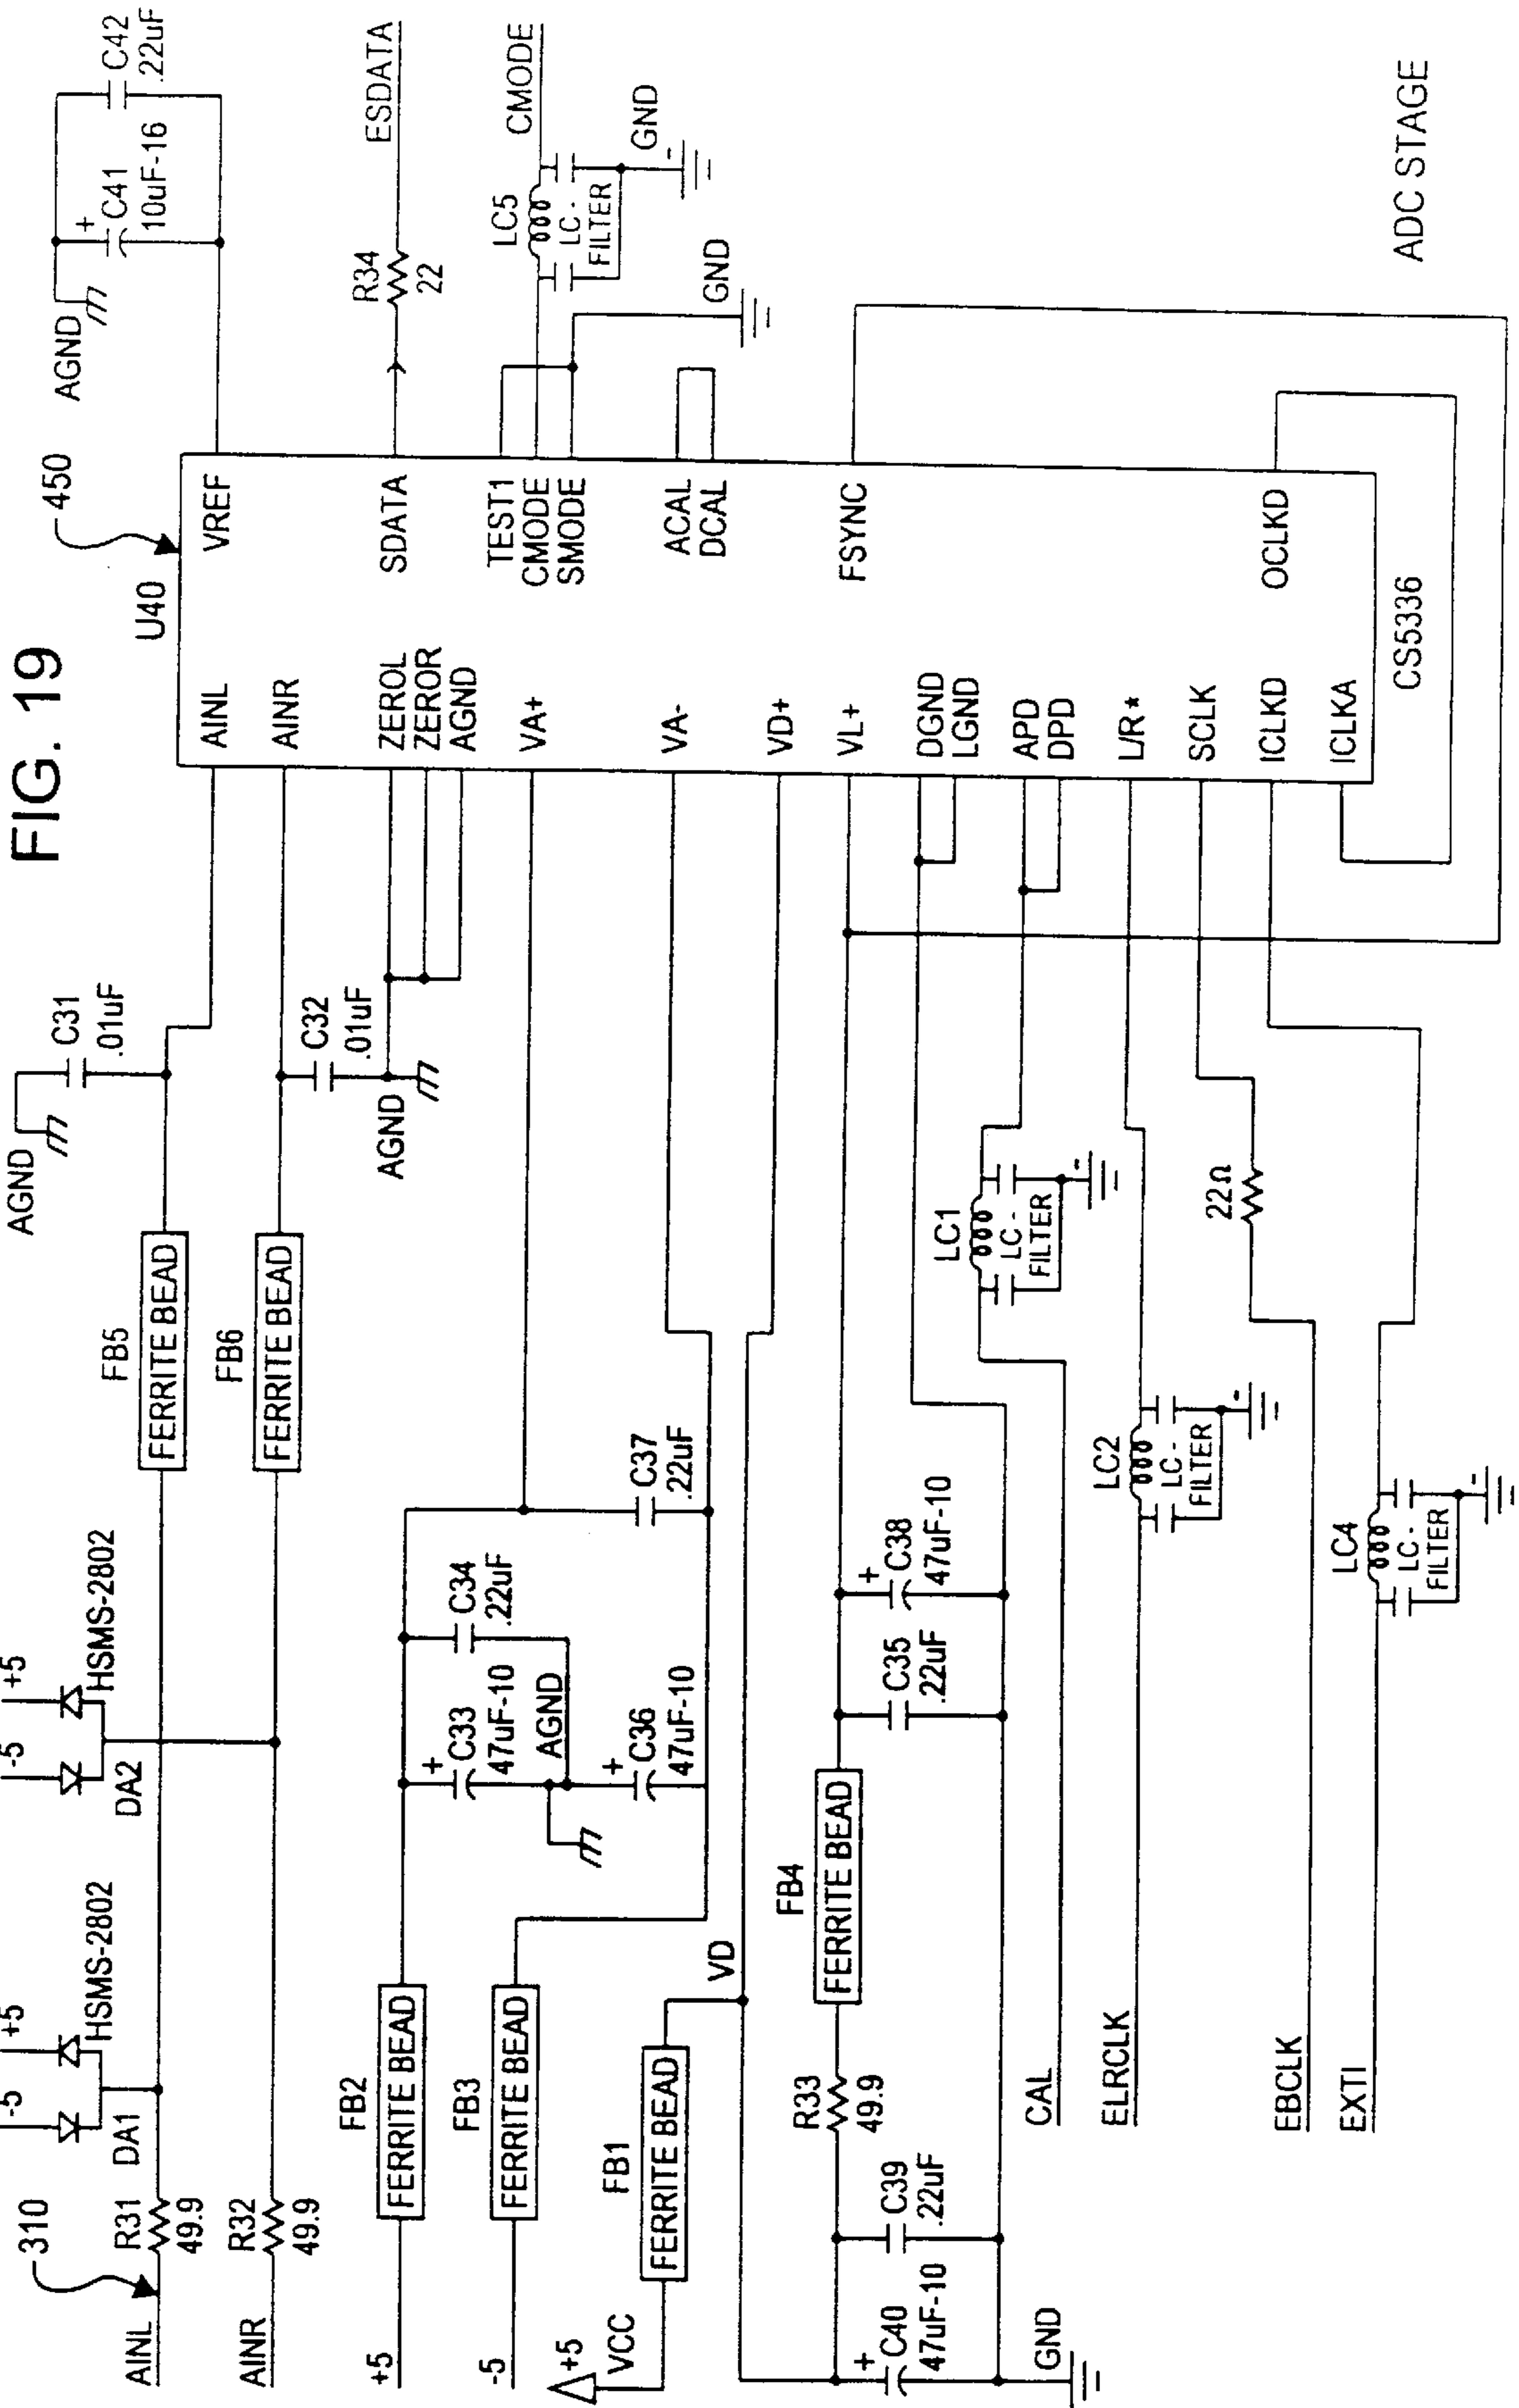 FIG. 19
AINL
310
R31
49.9
DA1
-5
+5
HSMS-2802
AINR
R32
49.9
DA2
-5
+5
HSMS-2802
FB5
FERRITE BEAD
FB6
FERRITE BEAD
AGND
C31
.01uF
C32
.01uF
AGND
+5
FB2
FERRITE BEAD
-5
FB3
FERRITE BEAD
+5
VCC
FB1
FERRITE BEAD
VD
C33
+
47uF-10
AGND
C34
.22uF
C36
+
47uF-10
C37
.22uF
C40
+
47uF-10
C39
.22uF
GND
R33
49.9
FB4
FERRITE BEAD
C35
.22uF
C38
+
47uF-10
CAL
LC1
LC -
FILTER
ELRCLK
LC2
LC -
FILTER
EBCLK
22Ω
EXTI
LC4
LC -
FILTER
U40
450
AINL
AINR
ZEROL
ZEROR
AGND
VA+
VA-
VD+
VL+
DGND
LGND
APD
DPD
L/R*
SCLK
ICLKD
ICLKA
VREF
SDATA
TEST1
CMODE
SMODE
ACAL
DCAL
FSYNC
OCLKD
CS5336
AGND
+
C41
10uF-16
C42
.22uF
R34
22
ESDATA
LC5
LC -
FILTER
CMODE
GND
GND
ADC STAGE